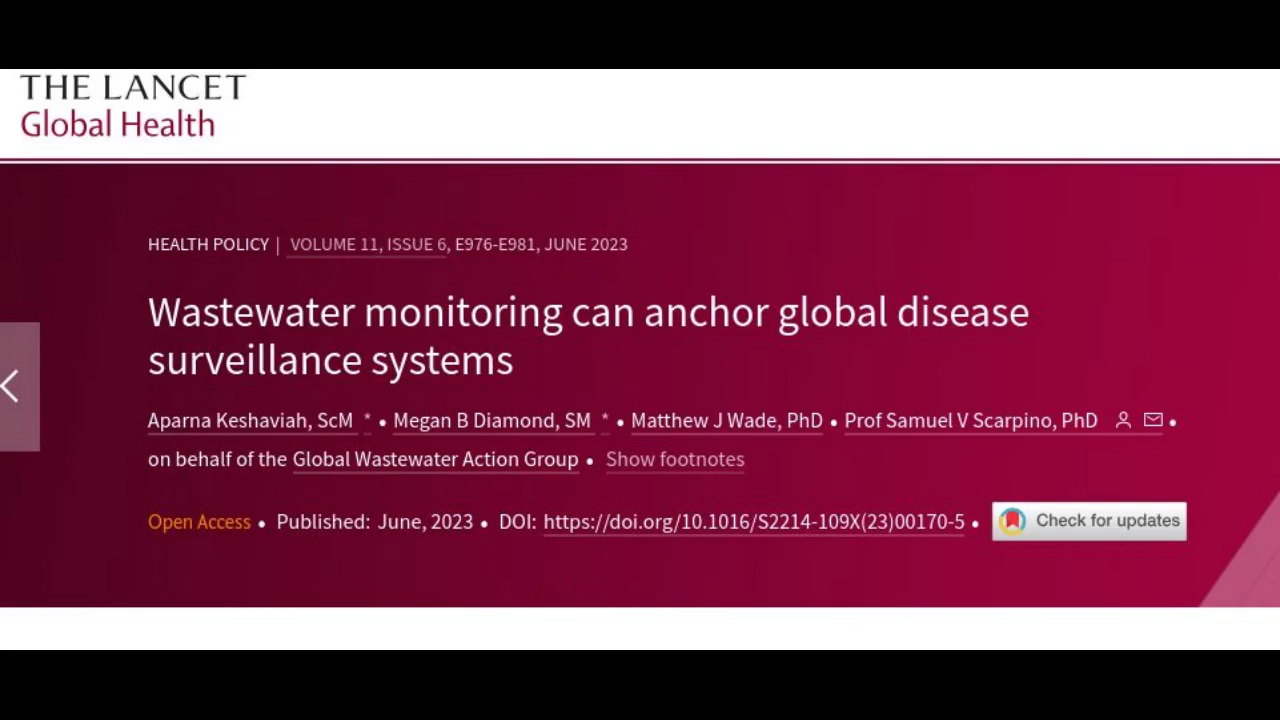 THE LANCET
Global Health
HEALTH POLICY | VOLUME 11, ISSUE 6, E976-E981, JUNE 2023
Wastewater monitoring can anchor global disease
surveillance systems
Aparna Keshaviah, ScM * • Megan B Diamond, SM * • Matthew J Wade, PhD • Prof Samuel V Scarpino, PhD •
on behalf of the Global Wastewater Action Group • Show footnotes
Open Access • Published: June, 2023 • DOI: https://doi.org/10.1016/S2214-109X(23)00170-5 • Check for updates